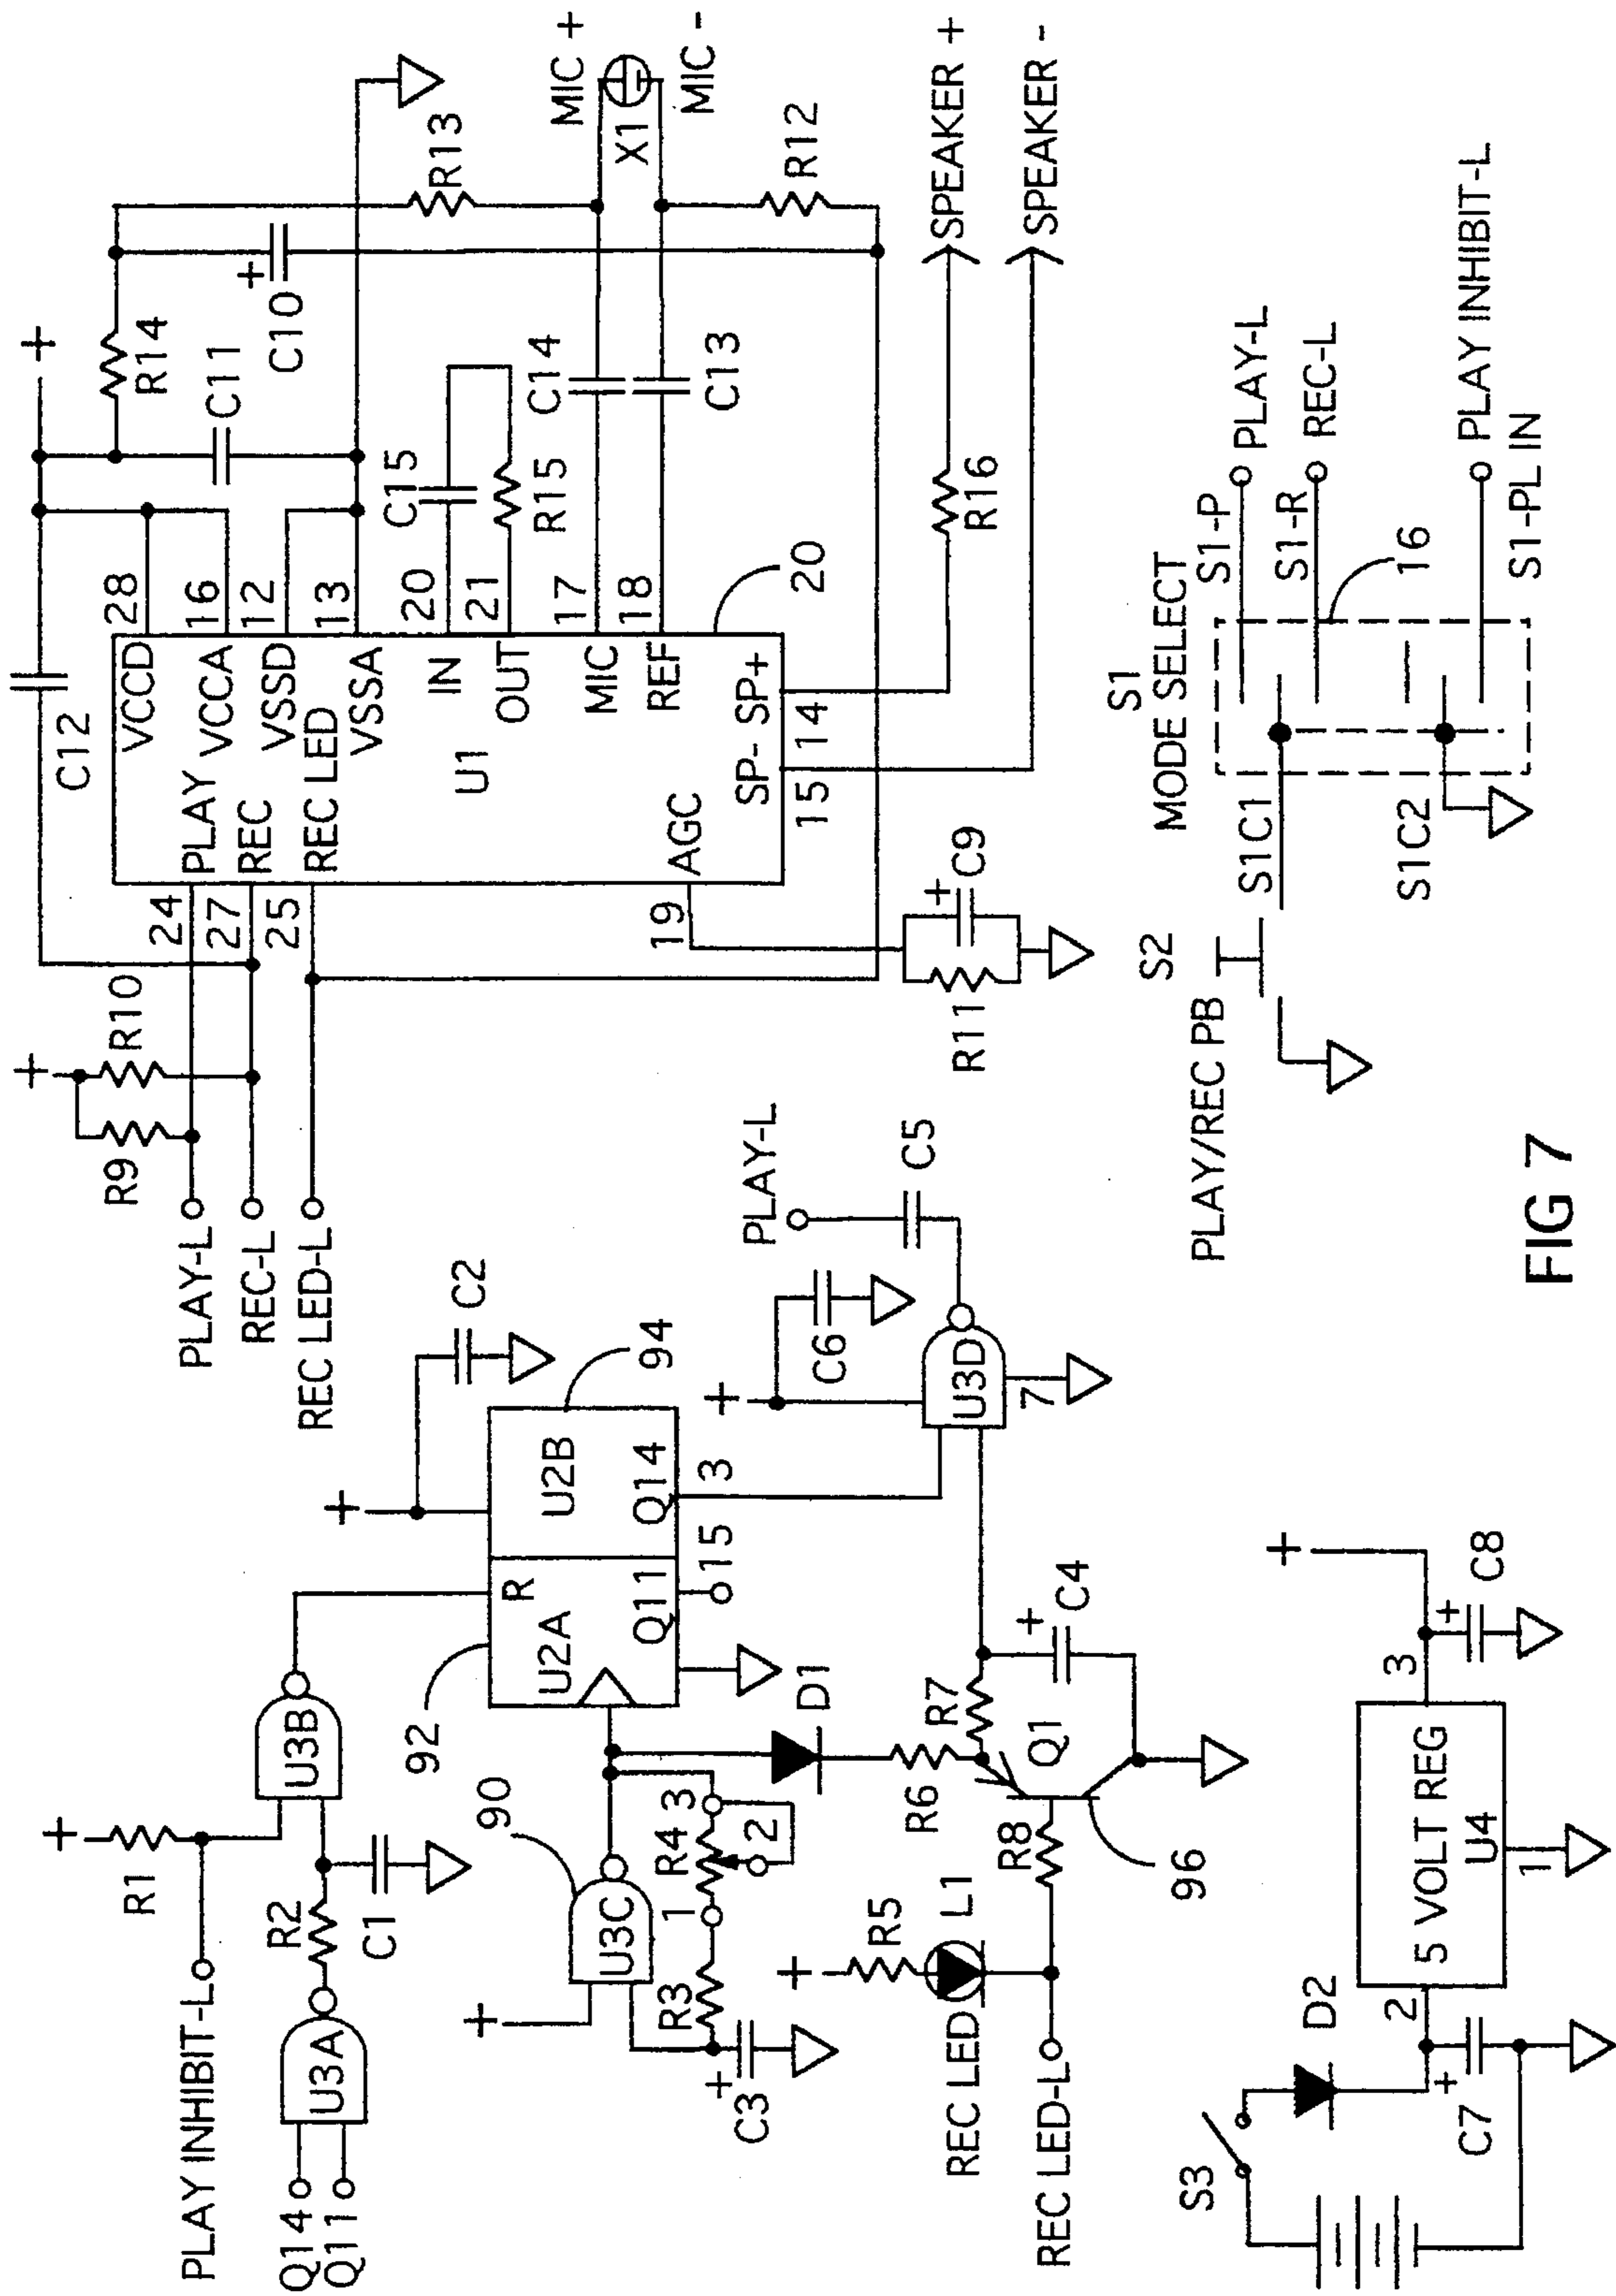 PLAY INHIBIT-L
Q14
Q11
U3A
R2
C1
R1
U3B
PLAY-L
REC-L
REC LED-L
R9
R10
+
C12
+
24
27
25
PLAY
REC
REC LED
VCCD
VCCA
VSSD
VSSA
28
16
12
13
R14
C11
C10
+
R13
U1
IN
OUT
20
21
C15
R15
MIC
REF
17
18
C14
C13
MIC +
X1
MIC -
R12
AGC
19
SP-
SP+
15
14
20
R11
+
C9
R16
SPEAKER +
SPEAKER -
+
+
C2
92
R
U2A
U2B
94
Q11
Q14
15
3
90
+
U3C
R3
1
R4
3
2
+
C3
D1
R6
R7
+
C4
Q1
R8
96
+
R5
REC LED
L1
REC LED-L
+
C6
U3D
7
PLAY-L
C5
S3
D2
+
C7
2
5 VOLT REG
U4
1
3
+
+
C8
PLAY/REC PB
S2
S1
MODE SELECT
S1C1
S1C2
S1-P
PLAY-L
S1-R
REC-L
16
PLAY INHIBIT-L
S1-PL IN
FIG 7